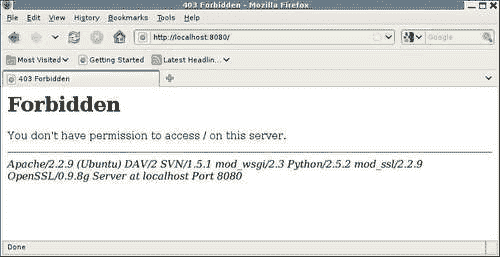 403 Forbidden - Mozilla Firefox
File Edit View History Bookmarks Tools Help
http://localhost:8080/ Google
Most Visited Getting Started Latest Headlin...
403 Forbidden
Forbidden
You don't have permission to access / on this server.
Apache/2.2.9 (Ubuntu) DAV/2 SVN/1.5.1 mod_wsgi/2.3 Python/2.5.2 mod_ssl/2.2.9
OpenSSL/0.9.8g Server at localhost Port 8080
Done